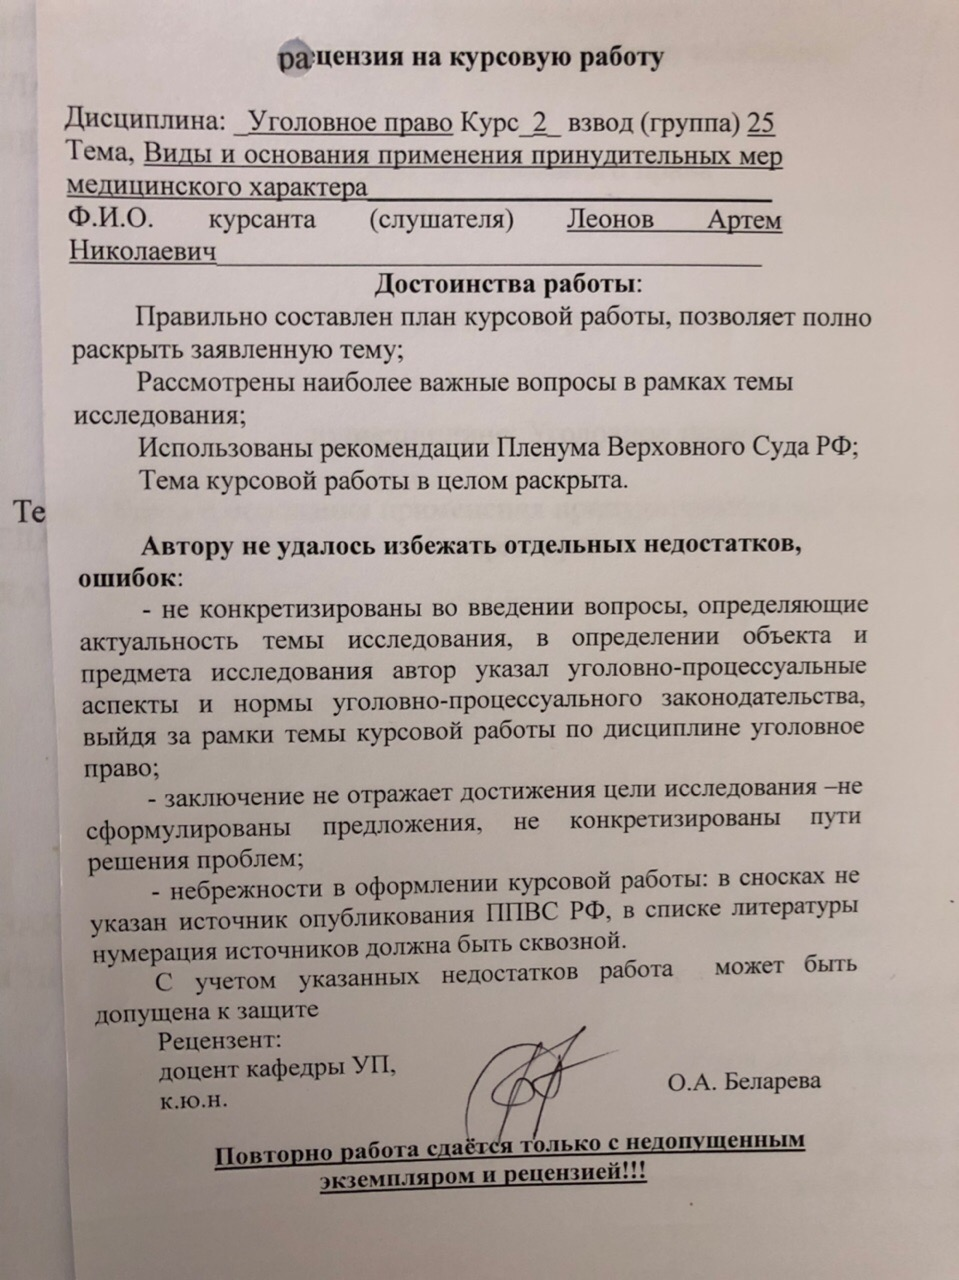 рацензия на курсовую работу
Дисциплина: _Уголовное право Курс_2_ взвод (группа) 25
Тема, Виды и основания применения принудительных мер
медицинского характера______________________________
Ф.И.О. курсанта (слушателя) Леонов Артем
Николаевич________________________________________
Достоинства работы:
Правильно составлен план курсовой работы, позволяет полно
раскрыть заявленную тему;
Рассмотрены наиболее важные вопросы в рамках темы
исследования;
Использованы рекомендации Пленума Верховного Суда РФ;
Тема курсовой работы в целом раскрыта.
Те
Автору не удалось избежать отдельных недостатков,
ошибок:
- не конкретизированы во введении вопросы, определяющие
актуальность темы исследования, в определении объекта и
предмета исследования автор указал уголовно-процессуальные
аспекты и нормы уголовно-процессуального законодательства,
выйдя за рамки темы курсовой работы по дисциплине уголовное
право;
- заключение не отражает достижения цели исследования –не
сформулированы предложения, не конкретизированы пути
решения проблем;
- небрежности в оформлении курсовой работы: в сносках не
указан источник опубликования ППВС РФ, в списке литературы
нумерация источников должна быть сквозной.
С учетом указанных недостатков работа может быть
допущена к защите
Рецензент:
доцент кафедры УП,
к.ю.н.
О.А. Беларева
Повторно работа сдаётся только с недопущенным
экземпляром и рецензией!!!